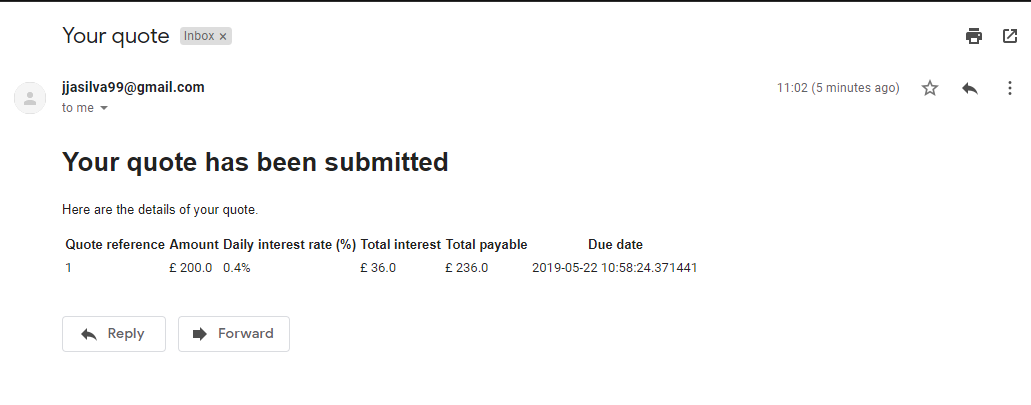 Your quote Inbox ×
jjasilva99@gmail.com 11:02 (5 minutes ago)
to me
Your quote has been submitted
Here are the details of your quote.
Quote reference Amount Daily interest rate (%) Total interest Total payable Due date
1 £ 200.0 0.4% £ 36.0 £ 236.0 2019-05-22 10:58:24.371441
Reply Forward